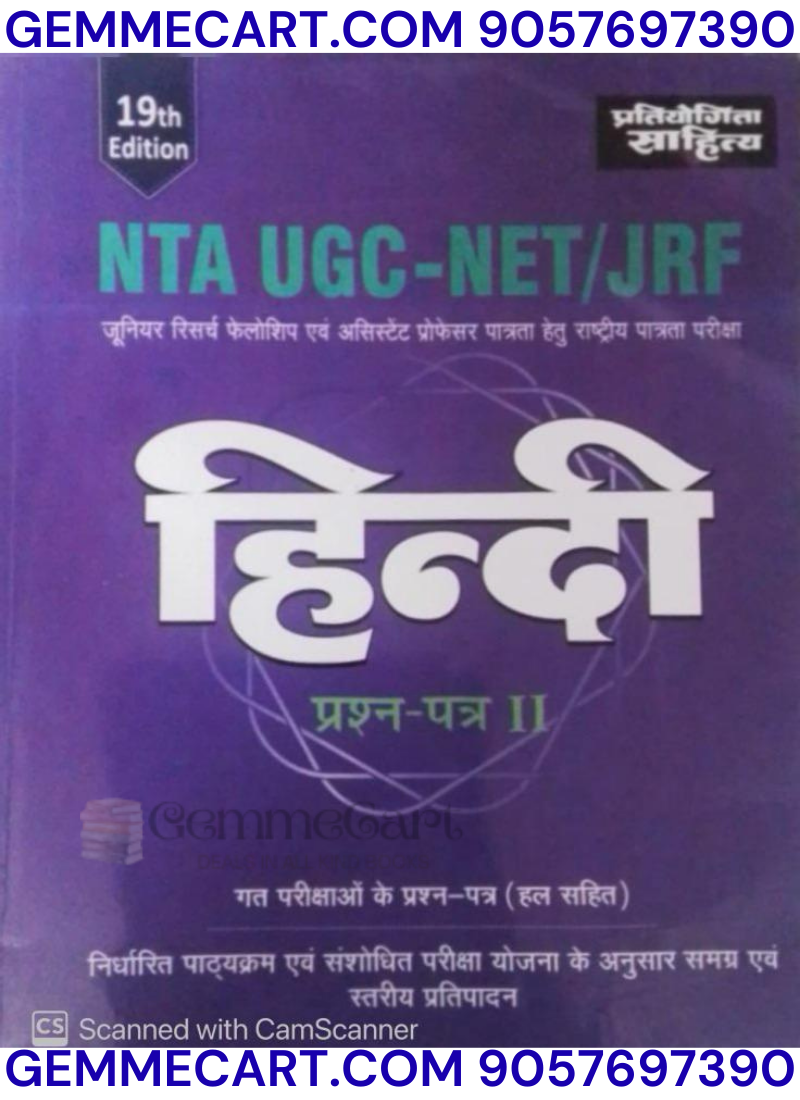 GEMMECART.COM 9057697390
19th
Edition
प्रतियोगिता
साहित्य
NTA UGC-NET/JRF
जूनियर रिसर्च फेलोशिप एवं असिस्टेंट प्रोफेसर पात्रता हेतु राष्ट्रीय पात्रता परीक्षा
हिन्दी
प्रश्न-पत्र II
GemmeCart
गत परीक्षाओं के प्रश्न-पत्र (हल सहित)
निर्धारित पाठ्यक्रम एवं संशोधित परीक्षा योजना के अनुसार समग्र एवं
स्तरीय प्रतिपादन
CS Scanned with CamScanner
GEMMECART.COM 9057697390